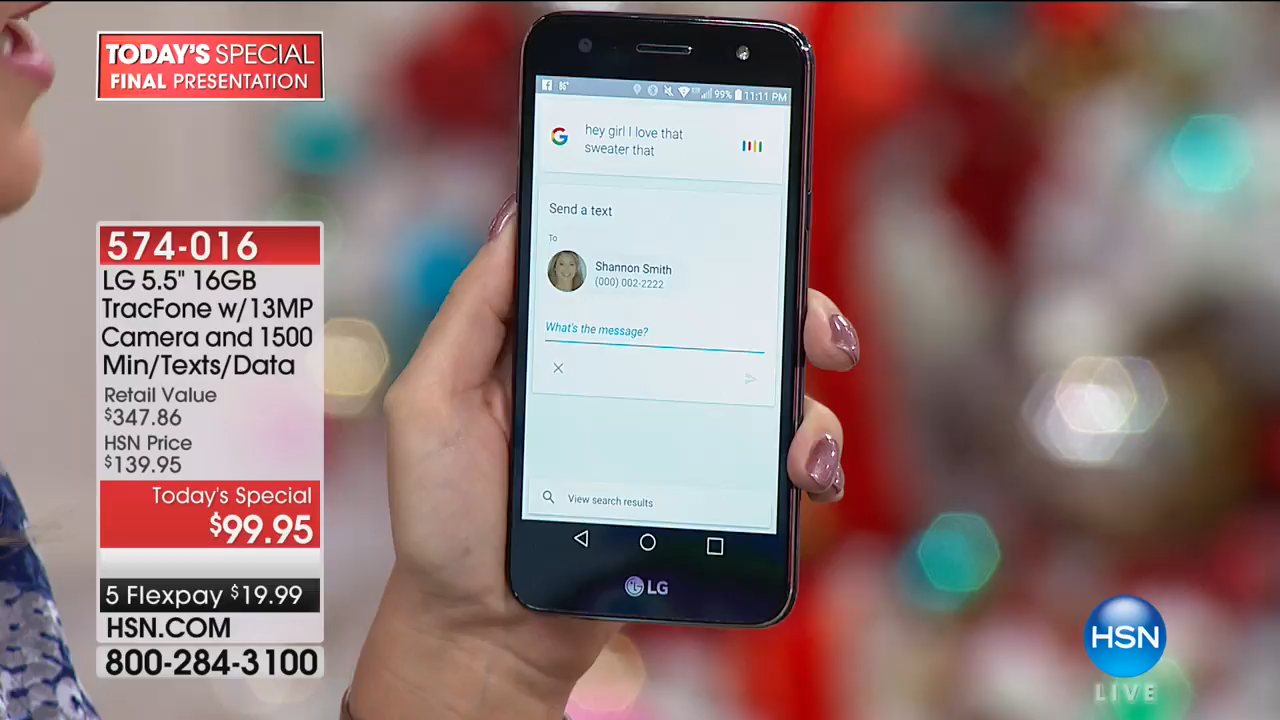 TODAY'S SPECIAL
FINAL PRESENTATION
574-016
LG 5.5" 16GB
TracFone w/13MP
Camera and 1500
Min/Texts/Data
Retail Value
$347.86
HSN Price
$139.95
Today's Special
$99.95
5 Flexpay $19.99
HSN.COM
800-284-3100
86° 99% 11:11 PM
G hey girl I love that
sweater that
Send a text
To
Shannon Smith
(000) 002-2222
What's the message?
View search results
LG
HSN
LIVE